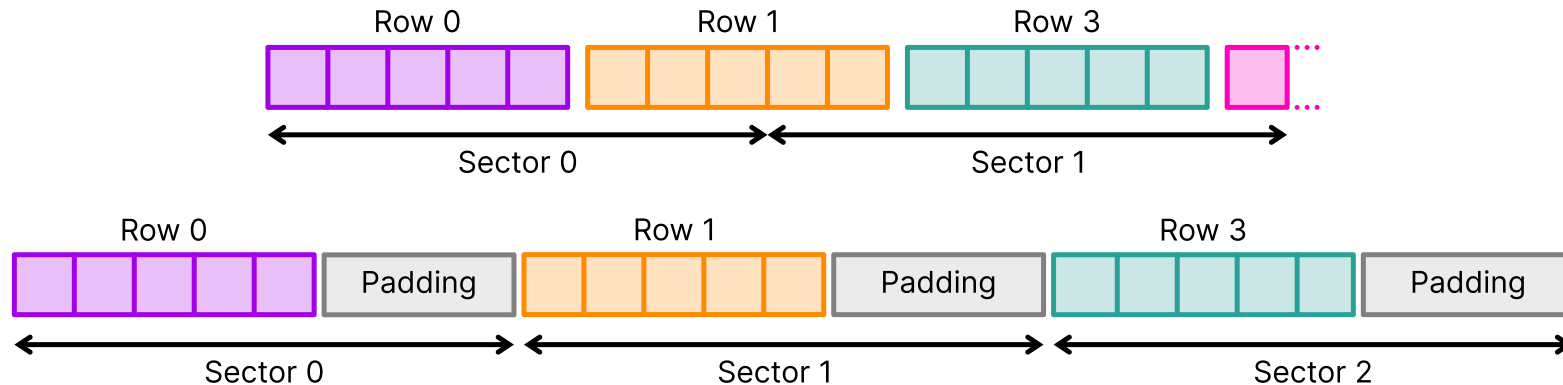 Row 0 Row 1 Row 3
Sector 0 Sector 1
Row 0 Row 1 Row 3
Padding Padding Padding
Sector 0 Sector 1 Sector 2